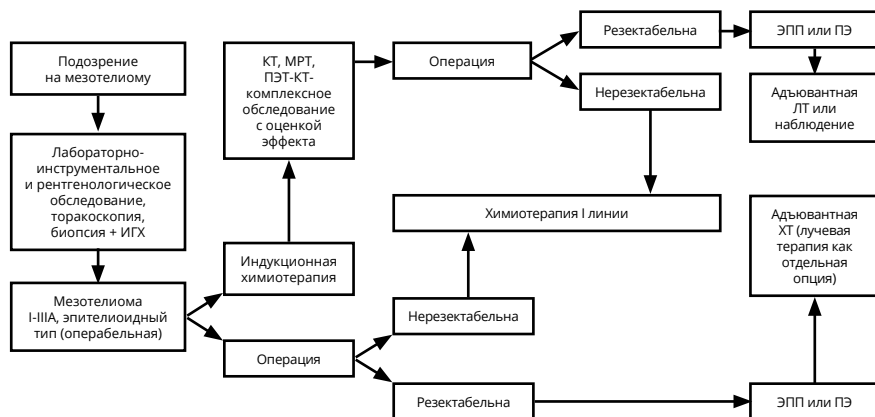 Подозрение
на мезотелиому
Лабораторно-
инструментальное
и рентгенологическое
обследование,
торакоскопия,
биопсия + ИГХ
Мезотелиома
I-IIIA, эпителиоидный
тип (операбельная)
КТ, МРТ,
ПЭТ-КТ-
комплексное
обследование
с оценкой
эффекта
Индукционная
химиотерапия
Операция
Операция
Резектабельна
Нерезектабельна
ЭПП или ПЭ
Адъювантная
ЛТ или
наблюдение
Химиотерапия I линии
Нерезектабельна
Резектабельна
Адъювантная
ХТ (лучевая
терапия как
отдельная
опция)
ЭПП или ПЭ